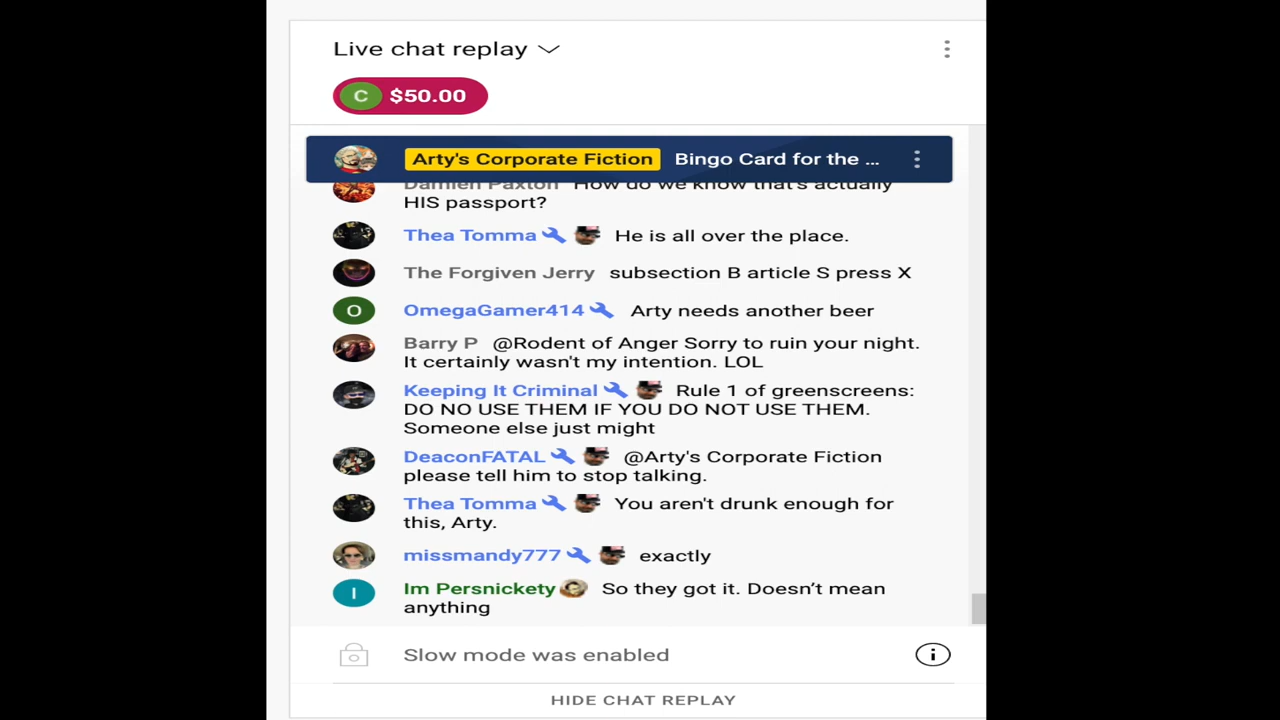 Live chat replay
C $50.00
Arty's Corporate Fiction Bingo Card for the ...
Damien Paxton How do we know that's actually
HIS passport?
Thea Tomma He is all over the place.
The Forgiven Jerry subsection B article S press X
O OmegaGamer414 Arty needs another beer
Barry P @Rodent of Anger Sorry to ruin your night.
It certainly wasn't my intention. LOL
Keeping It Criminal Rule 1 of greenscreens:
DO NO USE THEM IF YOU DO NOT USE THEM.
Someone else just might
DeaconFATAL @Arty's Corporate Fiction
please tell him to stop talking.
Thea Tomma You aren't drunk enough for
this, Arty.
missmandy777 exactly
I Im Persnickety So they got it. Doesn’t mean
anything
Slow mode was enabled
HIDE CHAT REPLAY